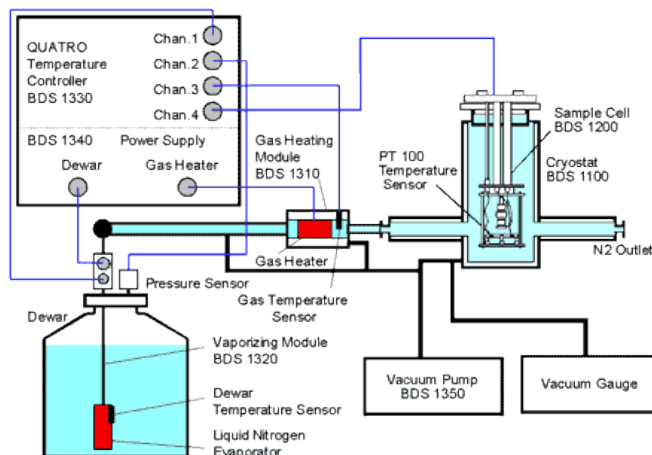 QUATRO
Temperature
Controller
BDS 1330
Chan.1
Chan.2
Chan.3
Chan.4
BDS 1340
Power Supply
Dewar
Gas Heater
Gas Heating
Module
BDS 1310
PT 100
Temperature
Sensor
Sample Cell
BDS 1200
Cryostat
BDS 1100
N2 Outlet
Gas Heater
Gas Temperature
Sensor
Pressure Sensor
Dewar
Vaporizing Module
BDS 1320
Dewar
Temperature Sensor
Liquid Nitrogen
Evaporator
Vacuum Pump
BDS 1350
Vacuum Gauge